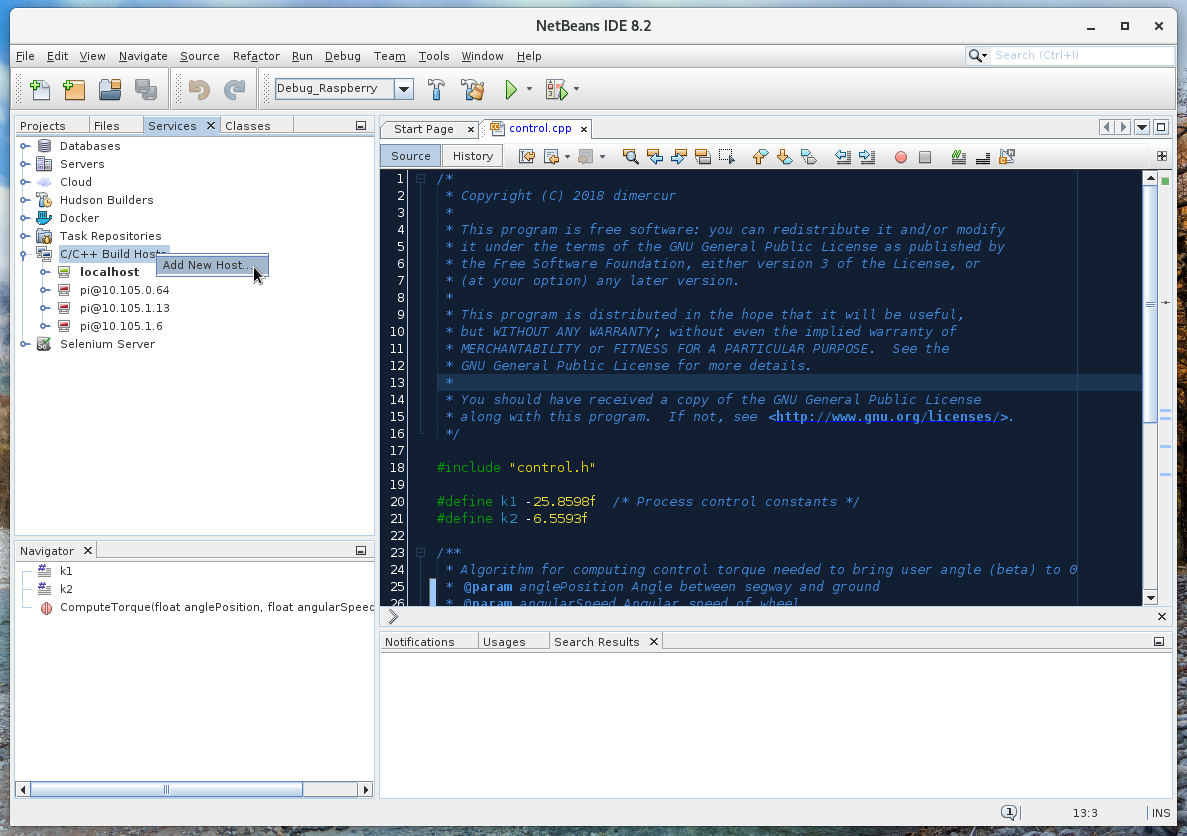 NetBeans IDE 8.2
File Edit View Navigate Source Refactor Run Debug Team Tools Window Help
Search (Ctrl+I)
Debug_Raspberry
Projects Files Services Classes
Databases
Servers
Cloud
Hudson Builders
Docker
Task Repositories
C/C++ Build Hosts
Add New Host...
localhost
pi@10.105.0.64
pi@10.105.1.13
pi@10.105.1.6
Selenium Server
Start Page control.cpp
Source History
1 /*
2 * Copyright (C) 2018 dimercur
3 *
4 * This program is free software: you can redistribute it and/or modify
5 * it under the terms of the GNU General Public License as published by
6 * the Free Software Foundation, either version 3 of the License, or
7 * (at your option) any later version.
8 *
9 * This program is distributed in the hope that it will be useful,
10 * but WITHOUT ANY WARRANTY; without even the implied warranty of
11 * MERCHANTABILITY or FITNESS FOR A PARTICULAR PURPOSE.  See the
12 * GNU General Public License for more details.
13 *
14 * You should have received a copy of the GNU General Public License
15 * along with this program.  If not, see <http://www.gnu.org/licenses/>.
16 */
17
18 #include "control.h"
19
20 #define k1 -25.8598f  /* Process control constants */
21 #define k2 -6.5593f
22
23 /**
24 * Algorithm for computing control torque needed to bring user angle (beta) to 0
25 * @param anglePosition Angle between segway and ground
26 * @param angularSpeed Angular speed of wheel
Navigator
k1
k2
ComputeTorque(float anglePosition, float angularSpeed
Notifications Usages Search Results
1 13:3 INS